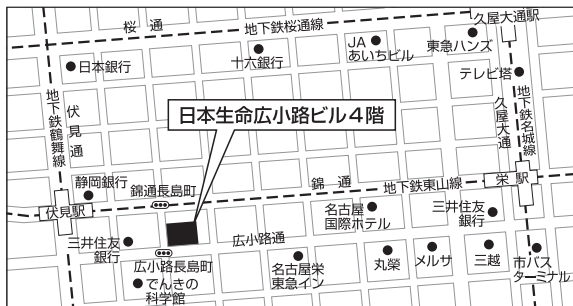 桜通
地下鉄桜通線
久屋大通駅
日本銀行
十六銀行
JA
あいちビル
東急ハンズ
テレビ塔
地下鉄鶴舞線
伏見通
日本生命広小路ビル4階
久屋大通
地下鉄名城線
静岡銀行
錦通長島町
錦通
地下鉄東山線
栄駅
伏見駅
名古屋
国際ホテル
三井住友
銀行
三井住友
銀行
広小路通
広小路長島町
でんきの
科学館
名古屋栄
東急イン
丸榮
メルサ
三越
市バス
ターミナル